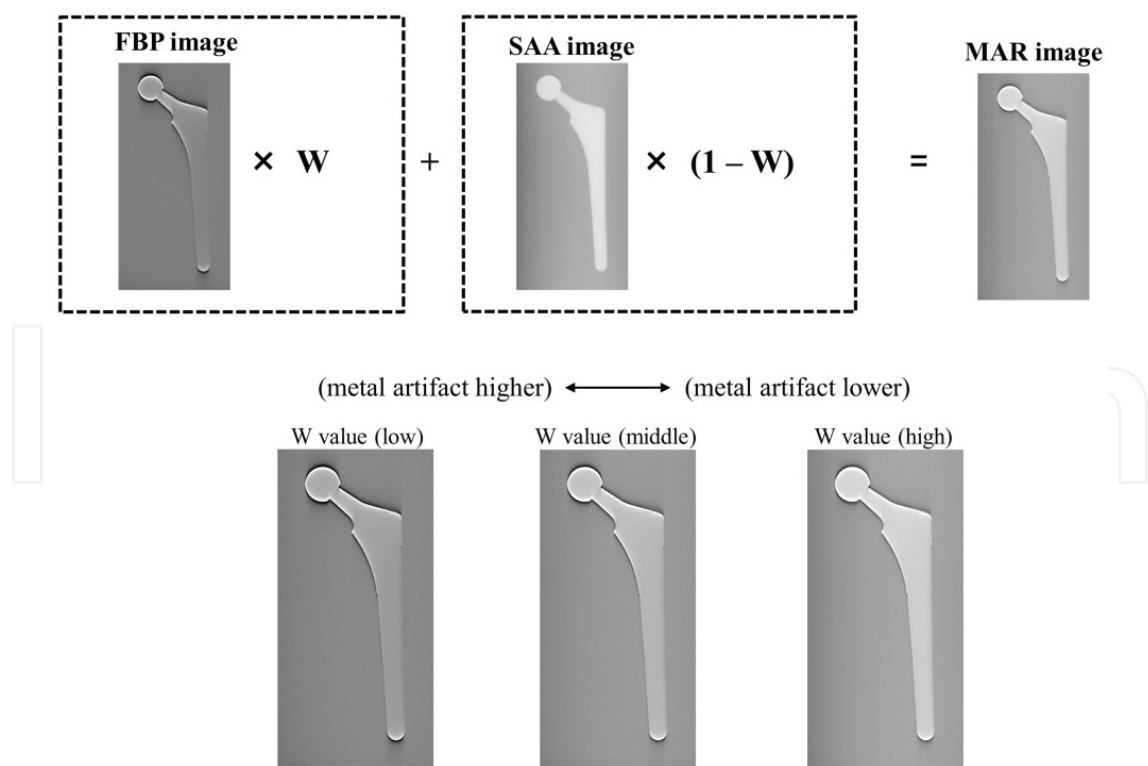 FBP image
SAA image
MAR image
× W
+
× (1 – W)
=
(metal artifact higher) ⟷ (metal artifact lower)
W value (low)
W value (middle)
W value (high)